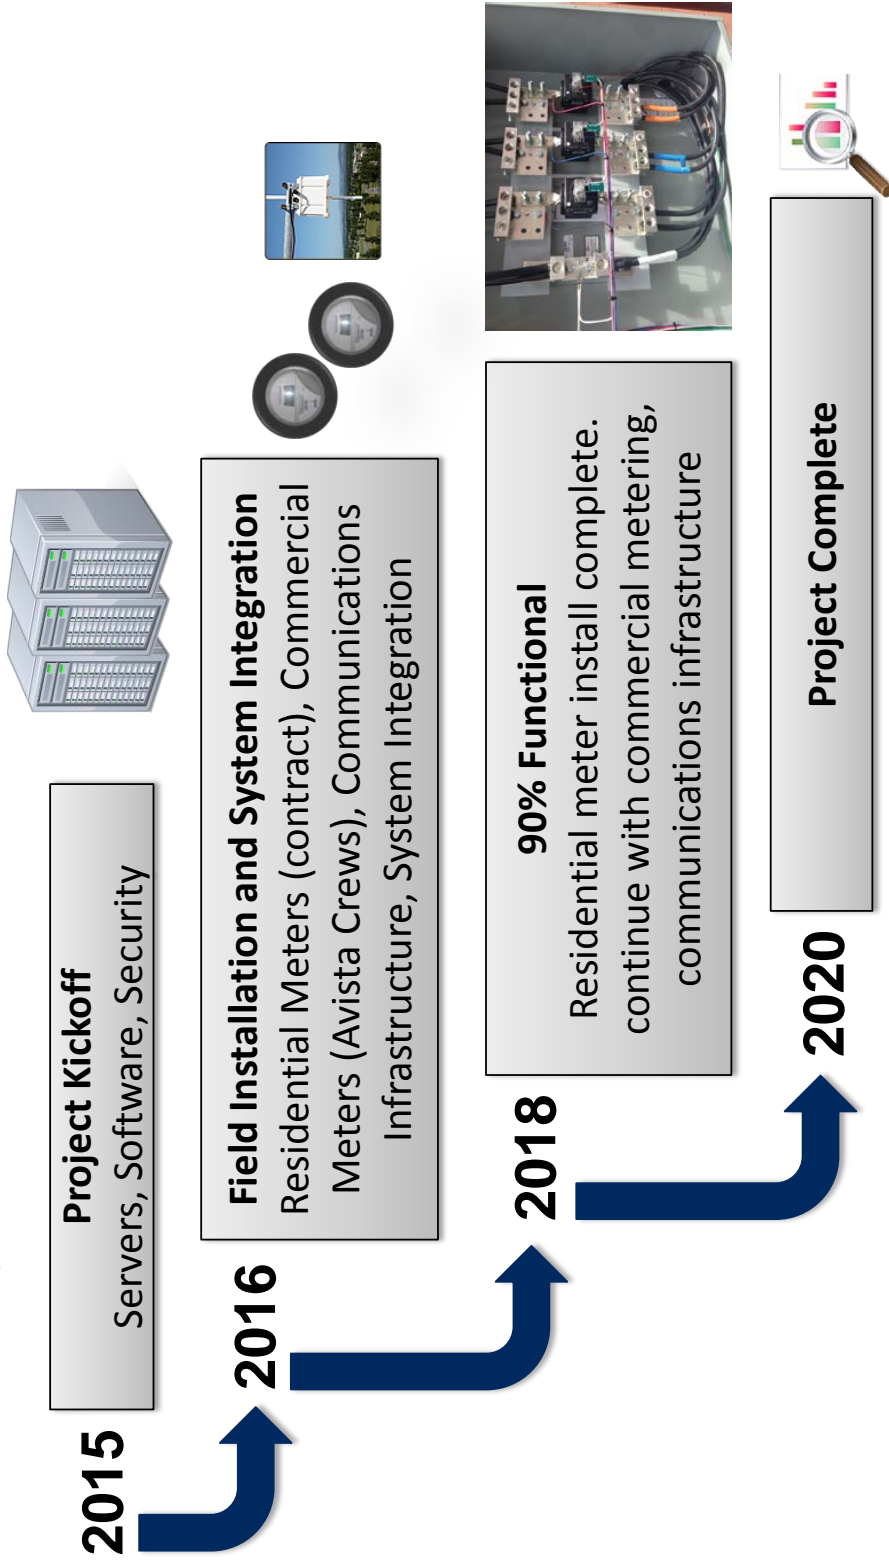 2015
Project Kickoff
Servers, Software, Security
2016
Field Installation and System Integration
Residential Meters (contract), Commercial
Meters (Avista Crews), Communications
Infrastructure, System Integration
2018
90% Functional
Residential meter install complete.
continue with commercial metering,
communications infrastructure
2020
Project Complete